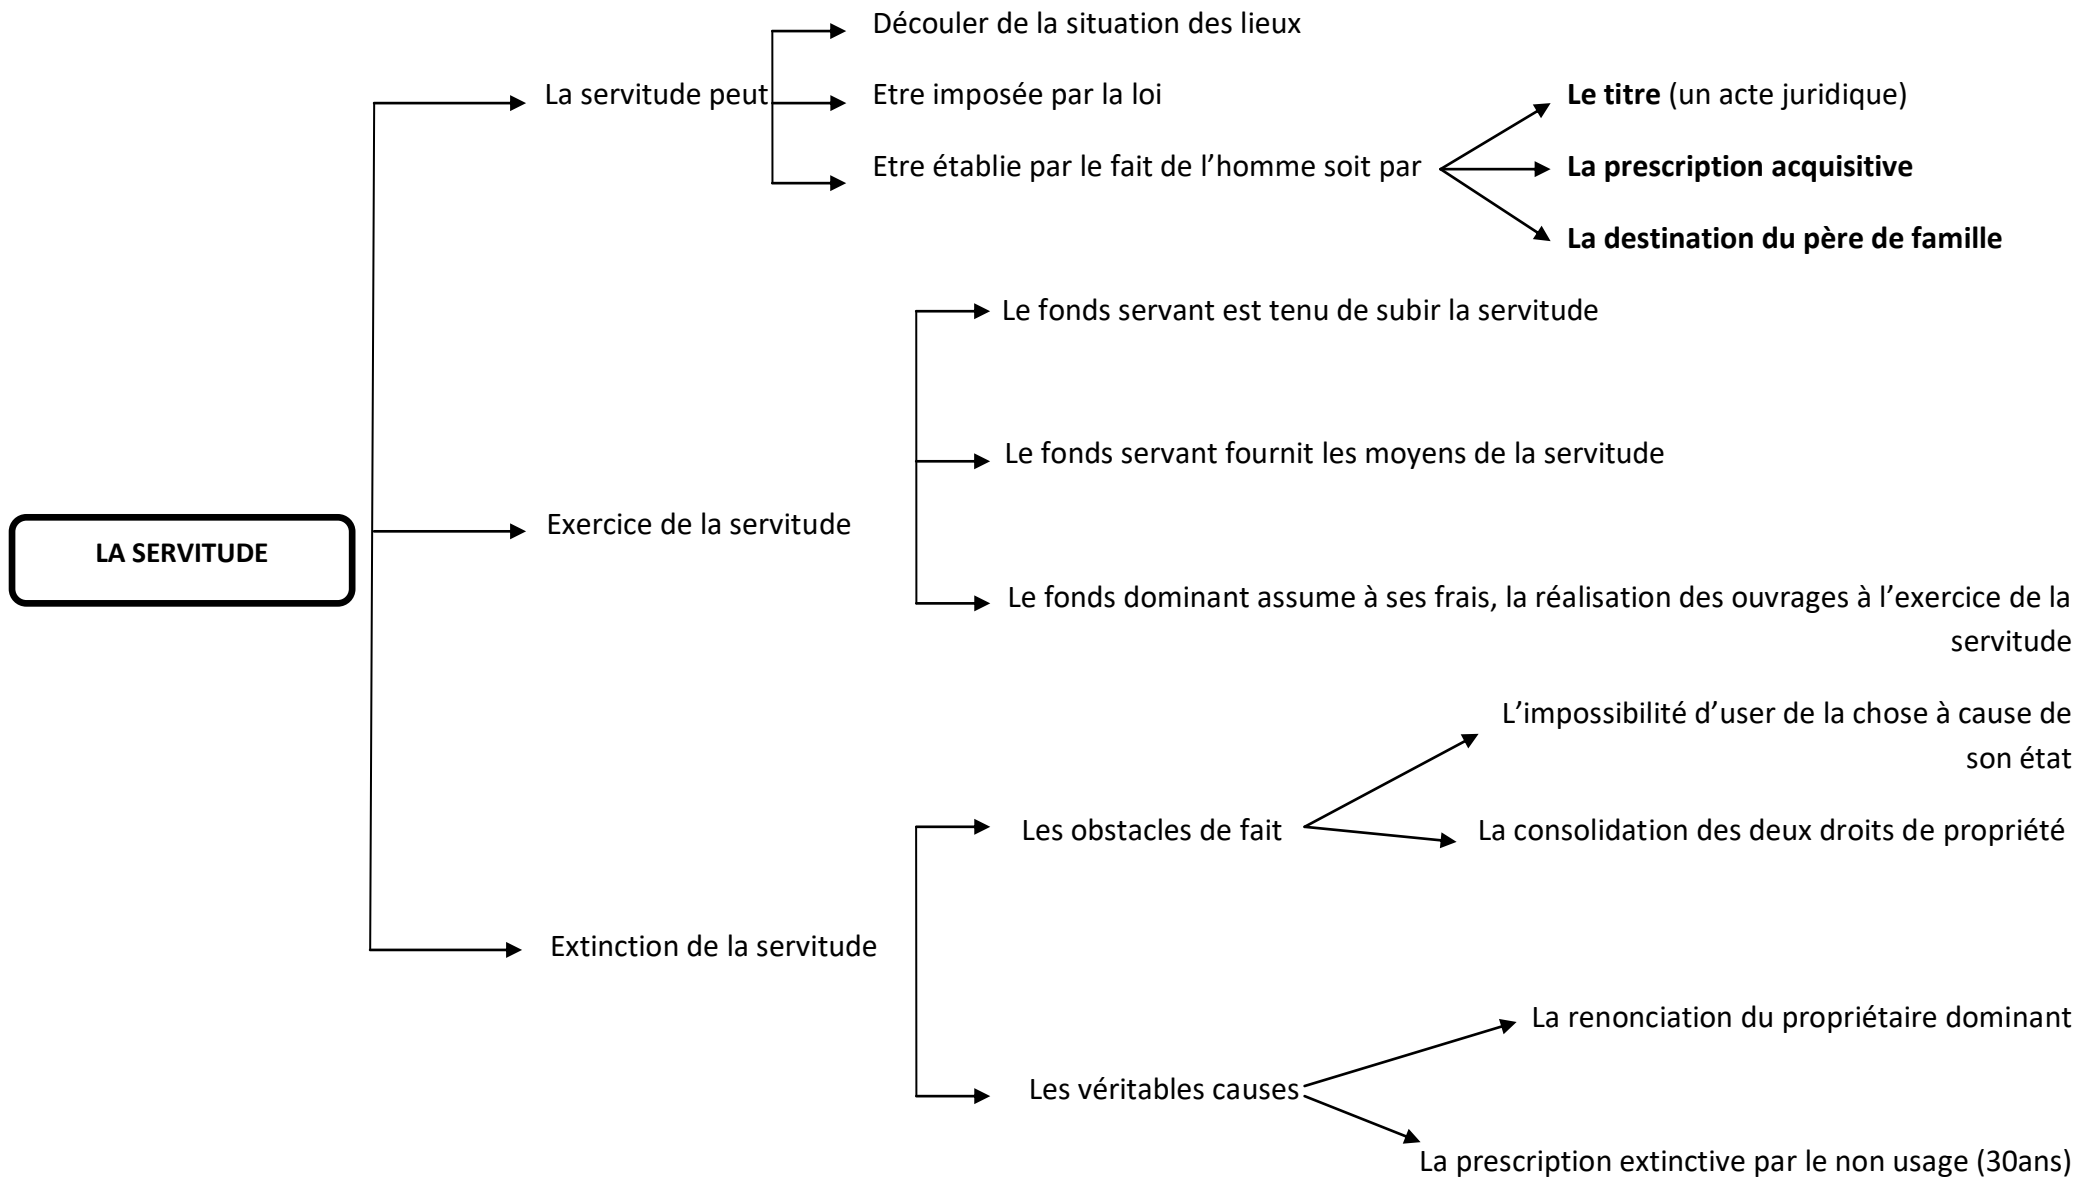 Découler de la situation des lieux
La servitude peut
Etre imposée par la loi
Le titre (un acte juridique)
Etre établie par le fait de l’homme soit par
La prescription acquisitive
La destination du père de famille
Le fonds servant est tenu de subir la servitude
Le fonds servant fournit les moyens de la servitude
Exercice de la servitude
LA SERVITUDE
Le fonds dominant assume à ses frais, la réalisation des ouvrages à l’exercice de la
servitude
L’impossibilité d’user de la chose à cause de
son état
Les obstacles de fait
La consolidation des deux droits de propriété
Extinction de la servitude
La renonciation du propriétaire dominant
Les véritables causes
La prescription extinctive par le non usage (30ans)